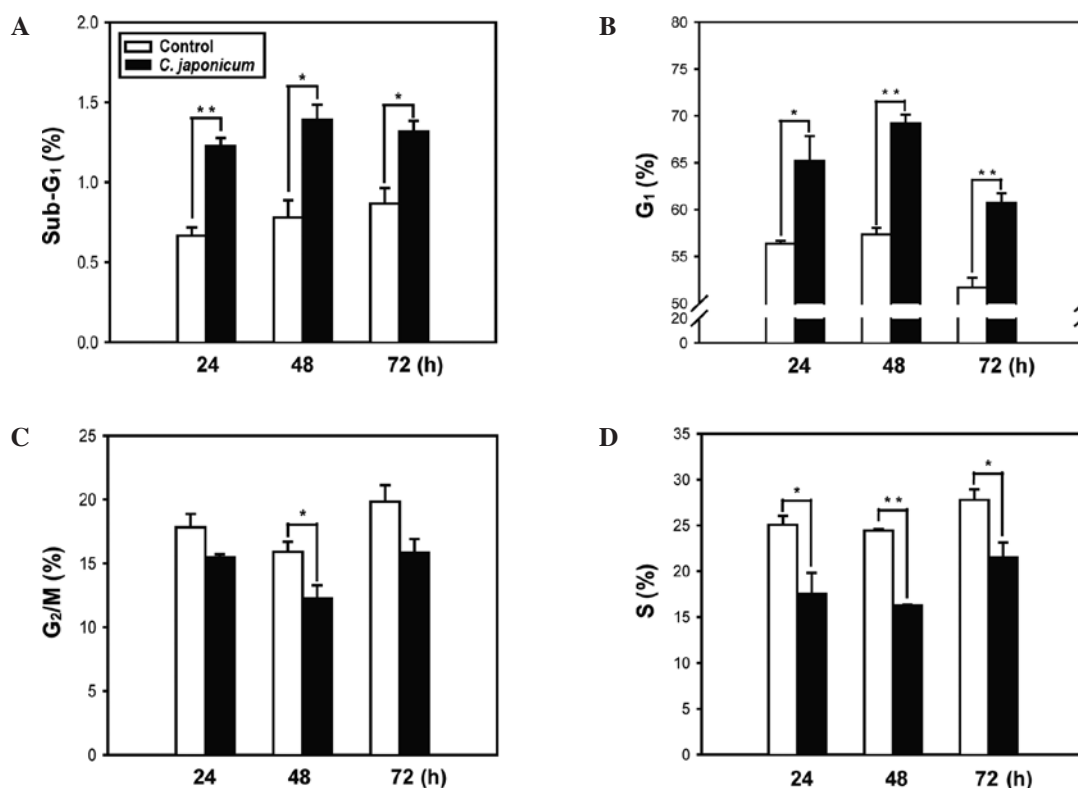 A
Sub-G1 (%)
2.0
1.5
1.0
0.5
0.0
Control
C. japonicum
**
*
*
24 48 72 (h)
B
G1 (%)
80
75
70
65
60
55
50
20
0
*
**
**
24 48 72 (h)
C
G2/M (%)
25
20
15
10
5
0
*
24 48 72 (h)
D
S (%)
35
30
25
20
15
10
5
0
*
**
*
24 48 72 (h)